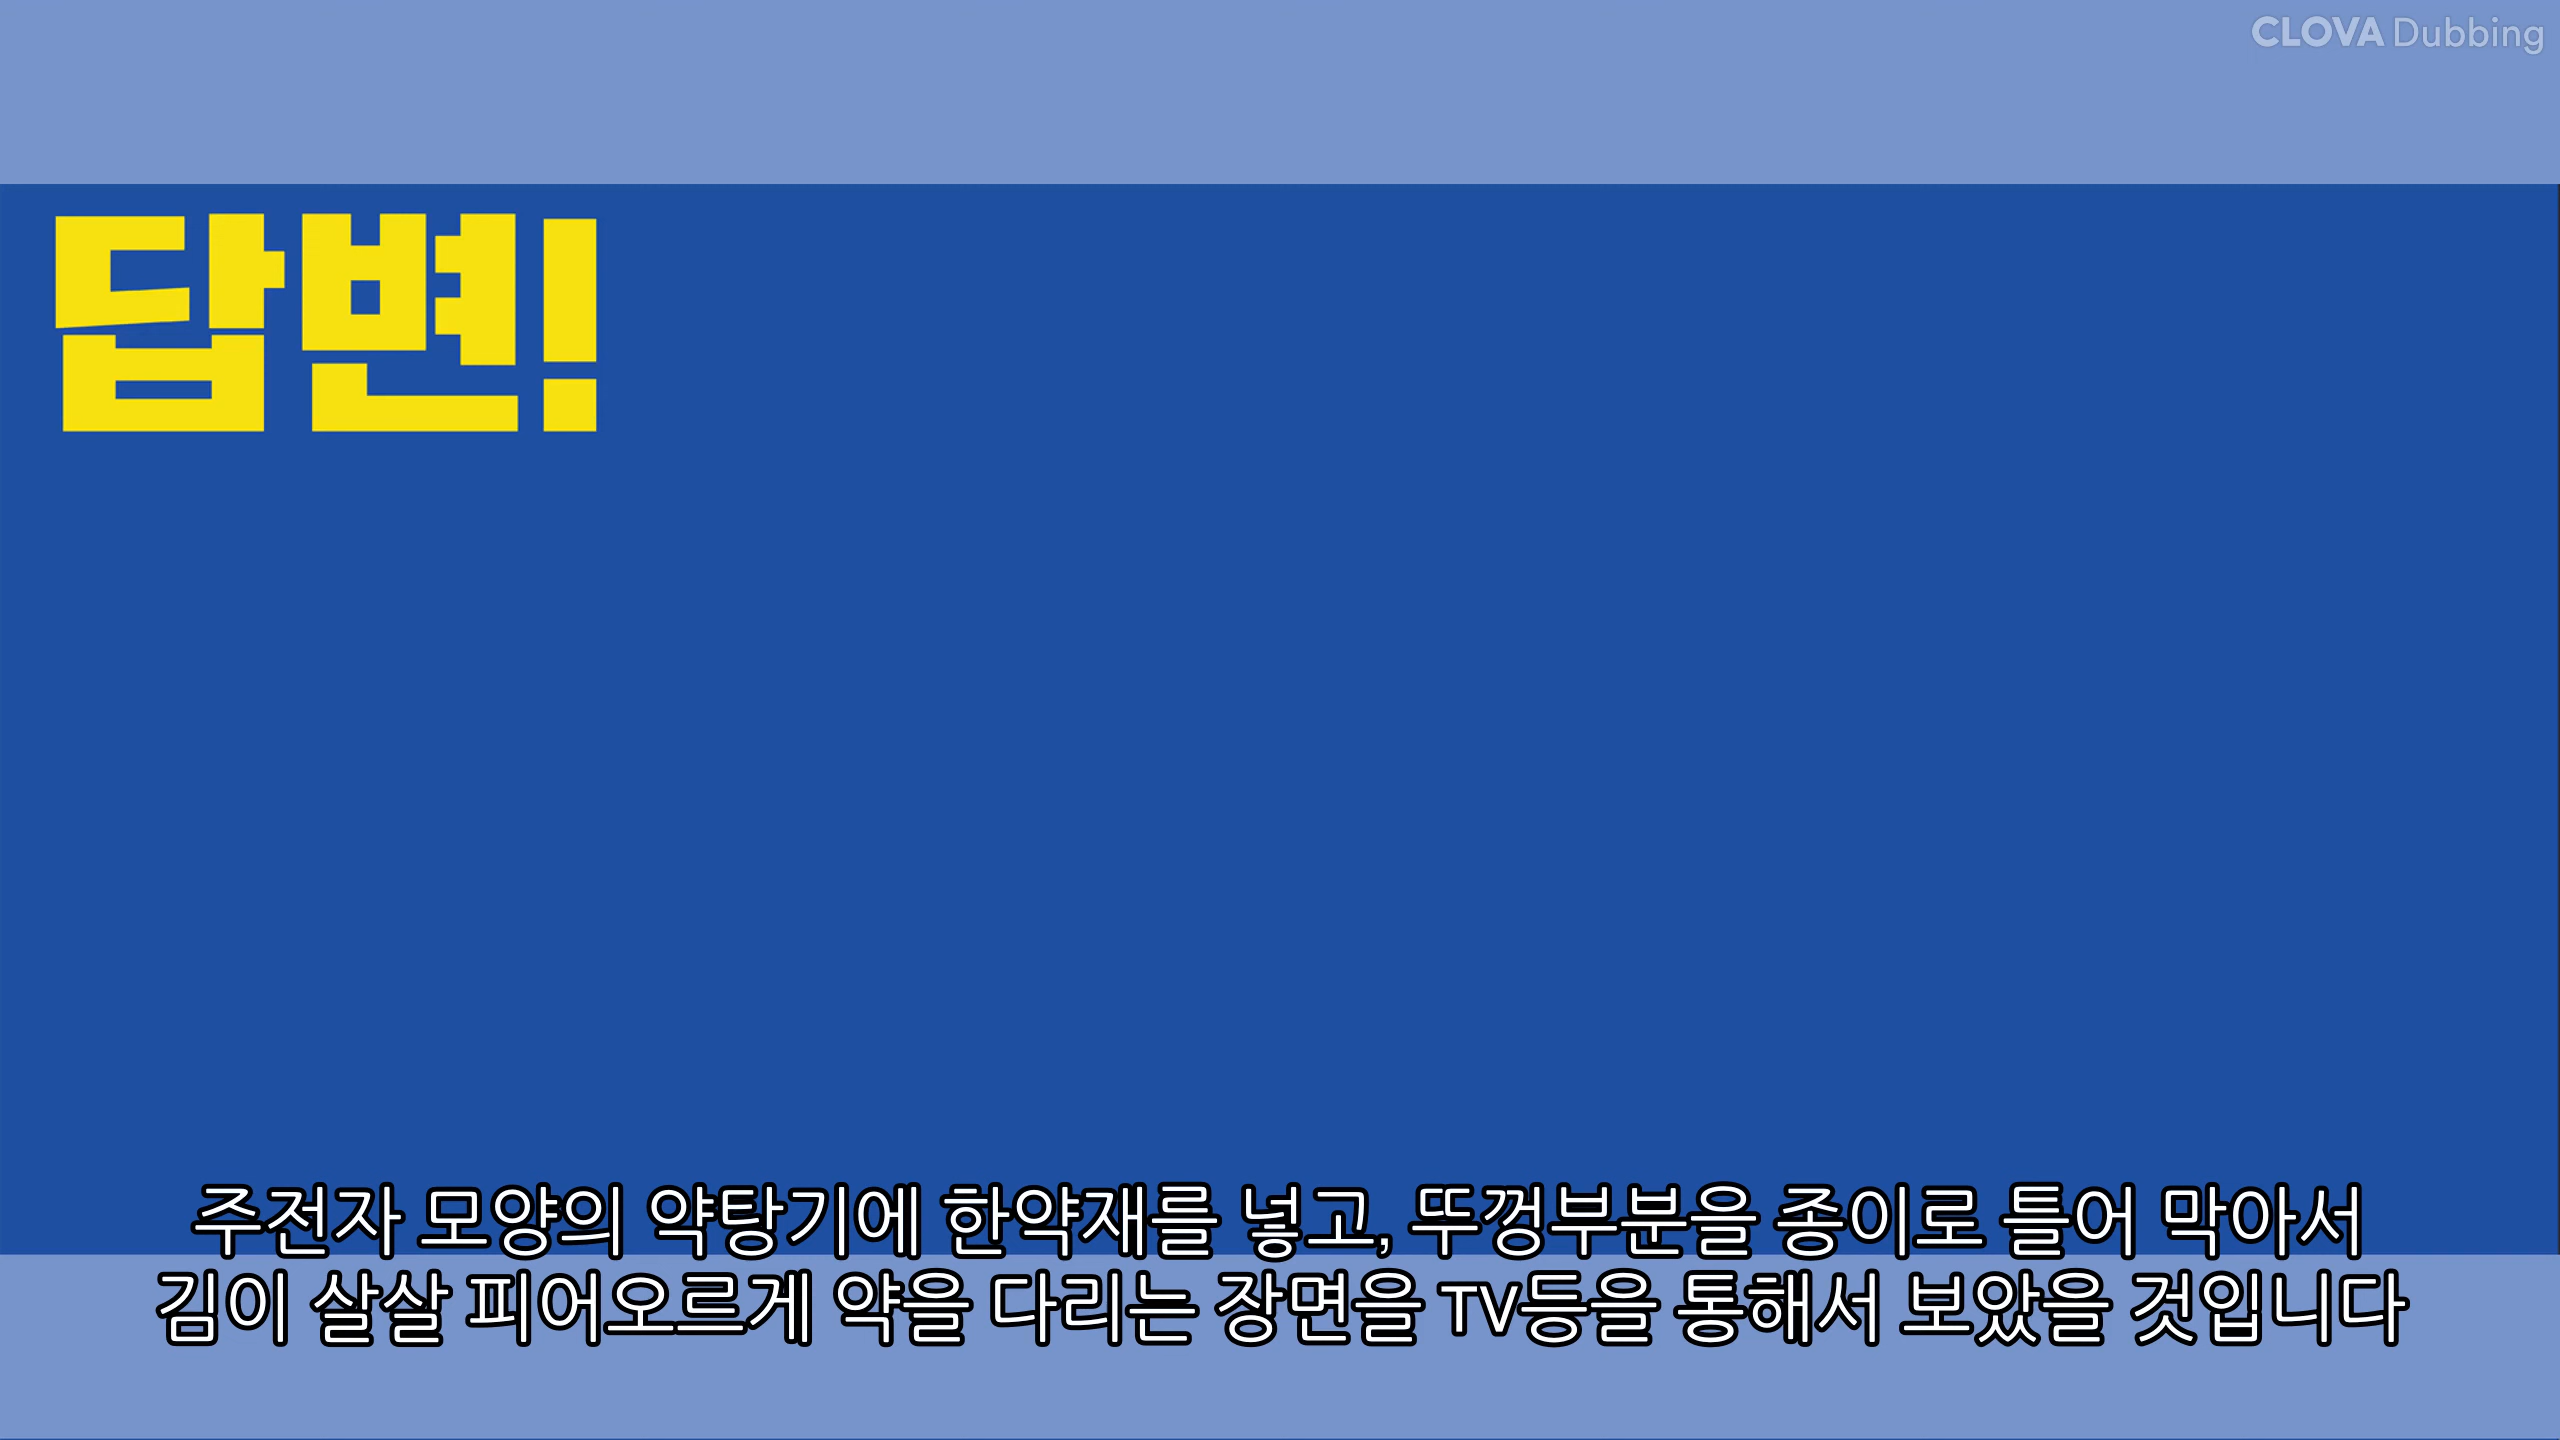 CLOVA Dubbing
답변!
주전자 모양의 약탕기에 한약재를 넣고, 뚜껑부분을 종이로 틀어 막아서
김이 살살 피어오르게 약을 다리는 장면을 TV등을 통해서 보았을 것입니다